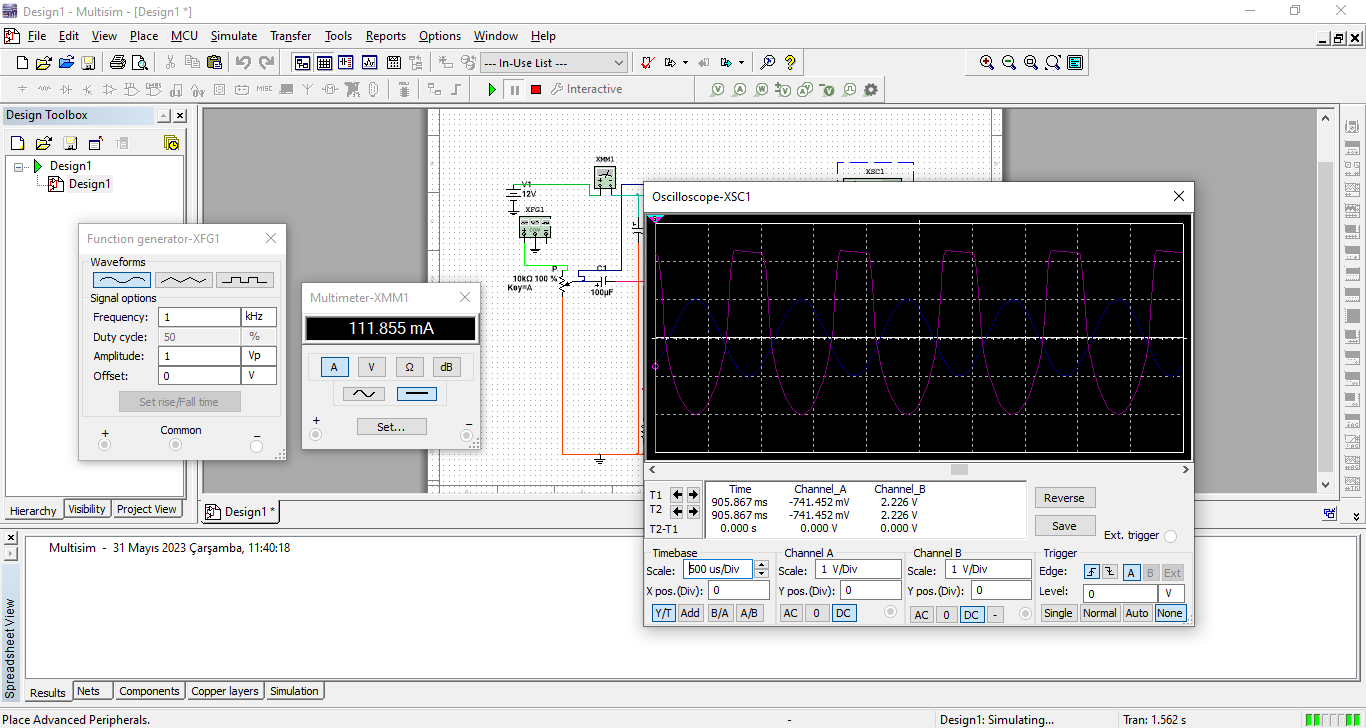 Design1 - Multisim - [Design1 *]
File Edit View Place MCU Simulate Transfer Tools Reports Options Window Help
--- In-Use List ---
MISC
Interactive
V A W
Design Toolbox
Design1
Design1
Hierarchy Visibility Project View
XMM1
V1
12V
XFG1
COM
P
10kΩ 100 %
Key=A
C1
100µF
XSC1
Design1 *
Function generator-XFG1
Waveforms
Signal options
Frequency: 1 kHz
Duty cycle: 50 %
Amplitude: 1 Vp
Offset: 0 V
Set rise/Fall time
+ Common −
Multimeter-XMM1
111.855 mA
A V Ω dB
+ Set... −
Oscilloscope-XSC1
Time Channel_A Channel_B
T1 905.867 ms -741.452 mV 2.226 V
T2 905.867 ms -741.452 mV 2.226 V
T2-T1 0.000 s 0.000 V 0.000 V
Reverse
Save
Ext. trigger
Timebase
Scale: 500 us/Div
X pos.(Div): 0
Y/T Add B/A A/B
Channel A
Scale: 1 V/Div
Y pos.(Div): 0
AC 0 DC
Channel B
Scale: 1 V/Div
Y pos.(Div): 0
AC 0 DC -
Trigger
Edge: A B Ext
Level: 0 V
Single Normal Auto None
Multisim - 31 Mayıs 2023 Çarşamba, 11:40:18
Spreadsheet View
Results Nets Components Copper layers Simulation
Place Advanced Peripherals. - Design1: Simulating... Tran: 1.562 s